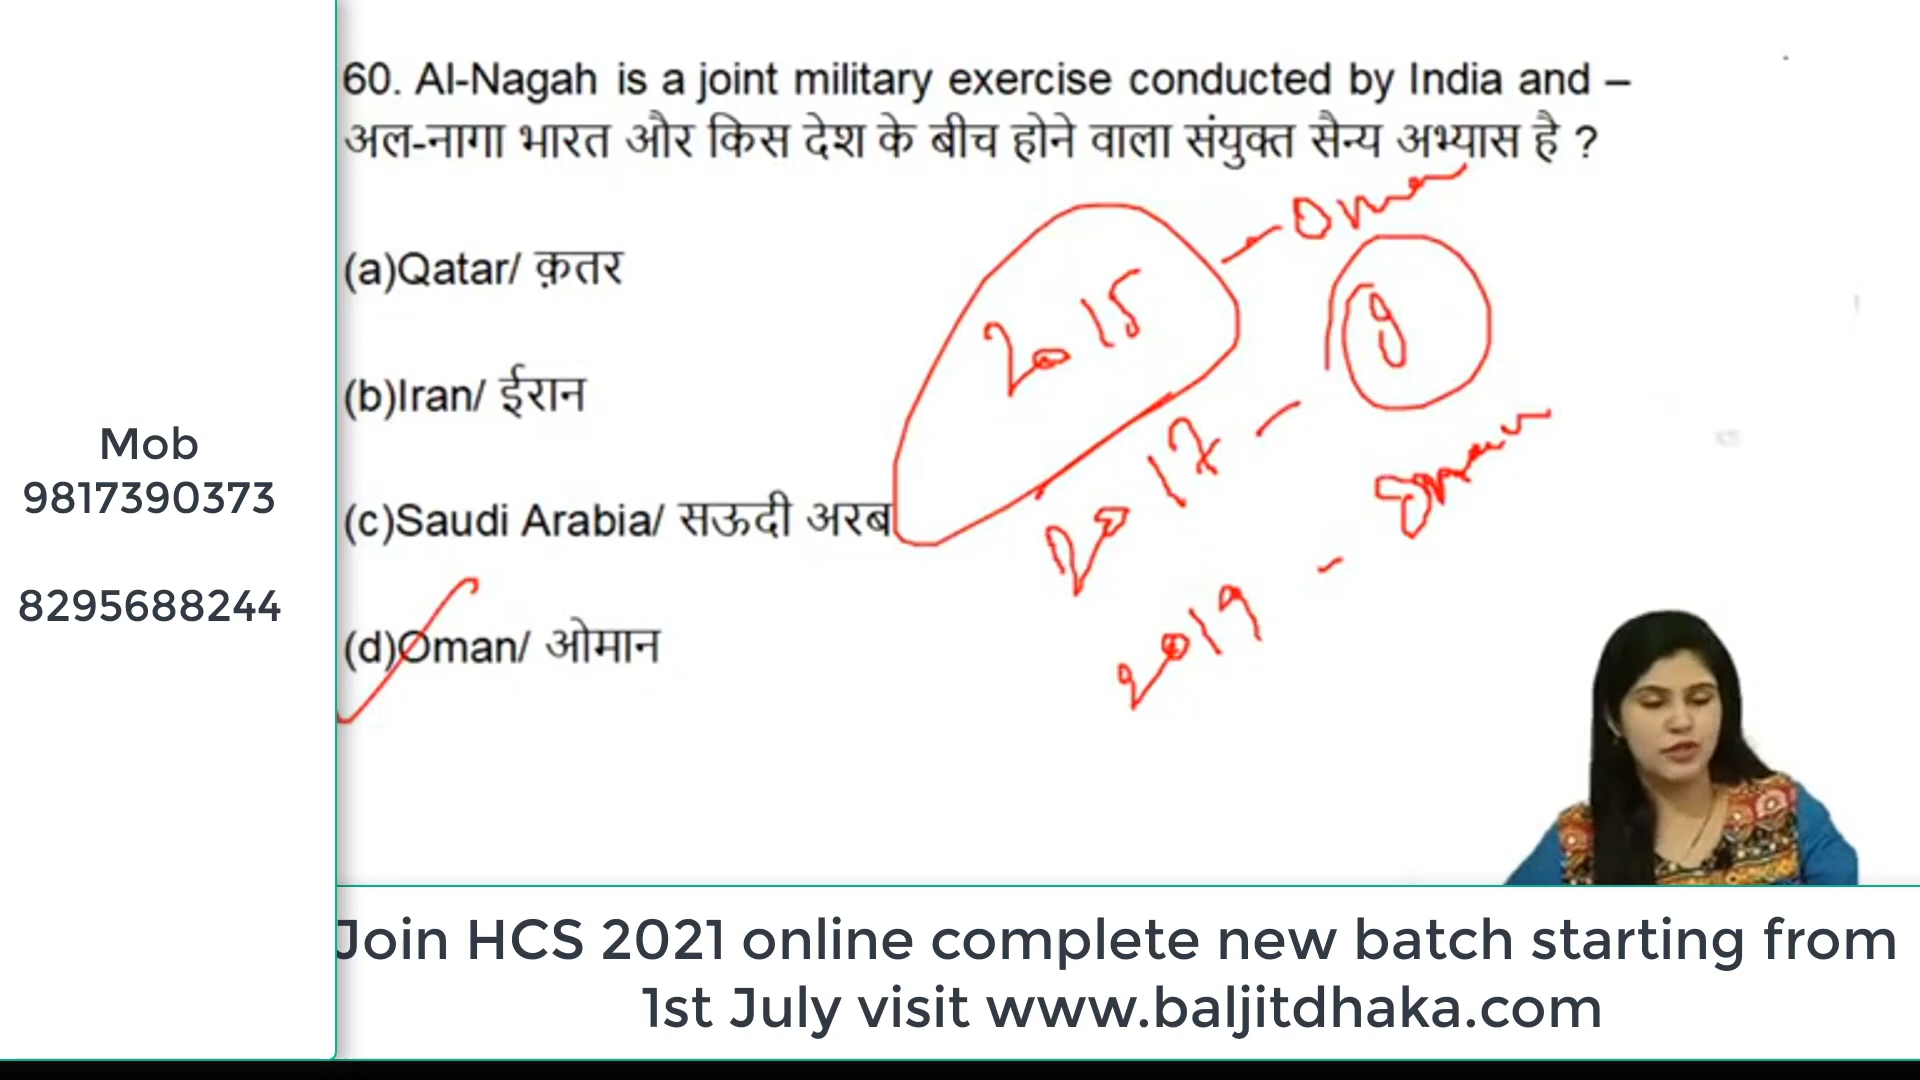 60. Al-Nagah is a joint military exercise conducted by India and –
अल-नागा भारत और किस देश के बीच होने वाला संयुक्त सैन्य अभ्यास है ?
(a)Qatar/ क़तर
(b)Iran/ ईरान
(c)Saudi Arabia/ सऊदी अरब
(d)Oman/ ओमान
2015 - Oman
2017 -
2019 - Oman
Mob
9817390373
8295688244
Join HCS 2021 online complete new batch starting from
1st July visit www.baljitdhaka.com